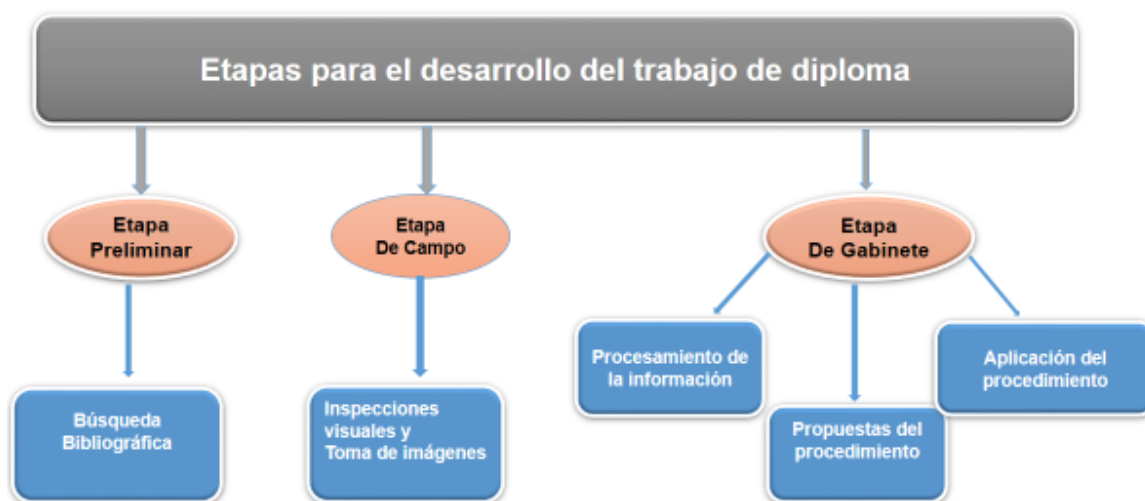 Etapas para el desarrollo del trabajo de diploma
Etapa
Preliminar
Etapa
De Campo
Etapa
De Gabinete
Búsqueda
Bibliográfica
Inspecciones
visuales y
Toma de imágenes
Procesamiento de
la información
Propuestas del
procedimiento
Aplicación del
procedimiento